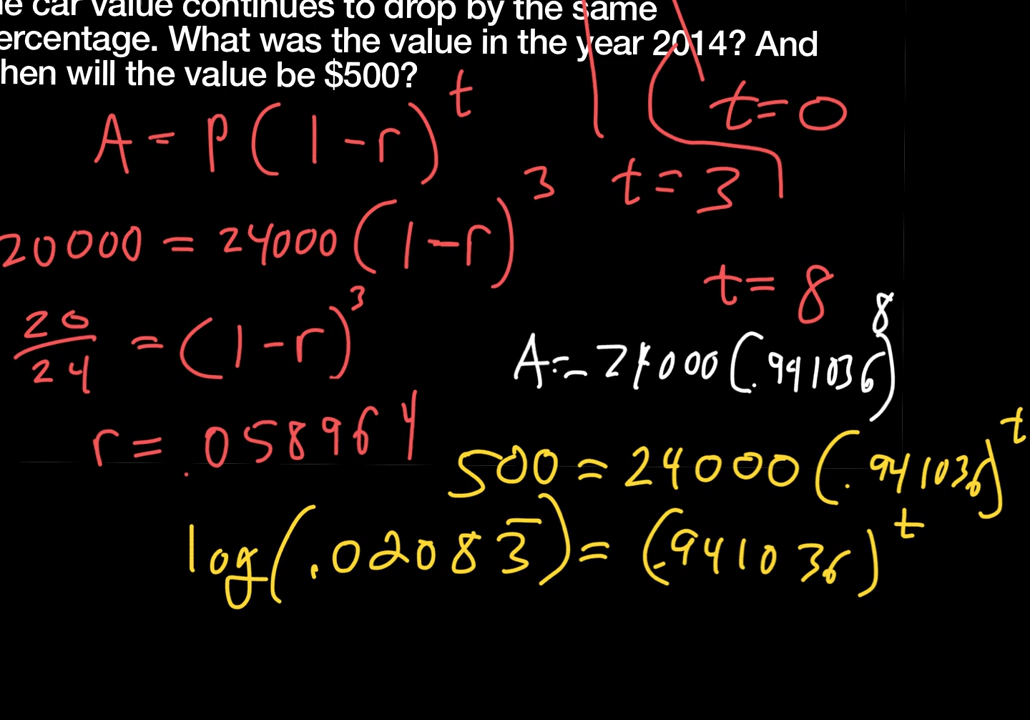 e car value continues to drop by the same
ercentage. What was the value in the year 2014? And
hen will the value be $500?
A = P(1-r)^t
t=0
t=3
20000 = 24000(1-r)^3
t=8
20/24 = (1-r)^3
A = 24000(.941036)^8
r = .058964
500 = 24000(.941036)^t
log(.02083̅) = (.941036)^t